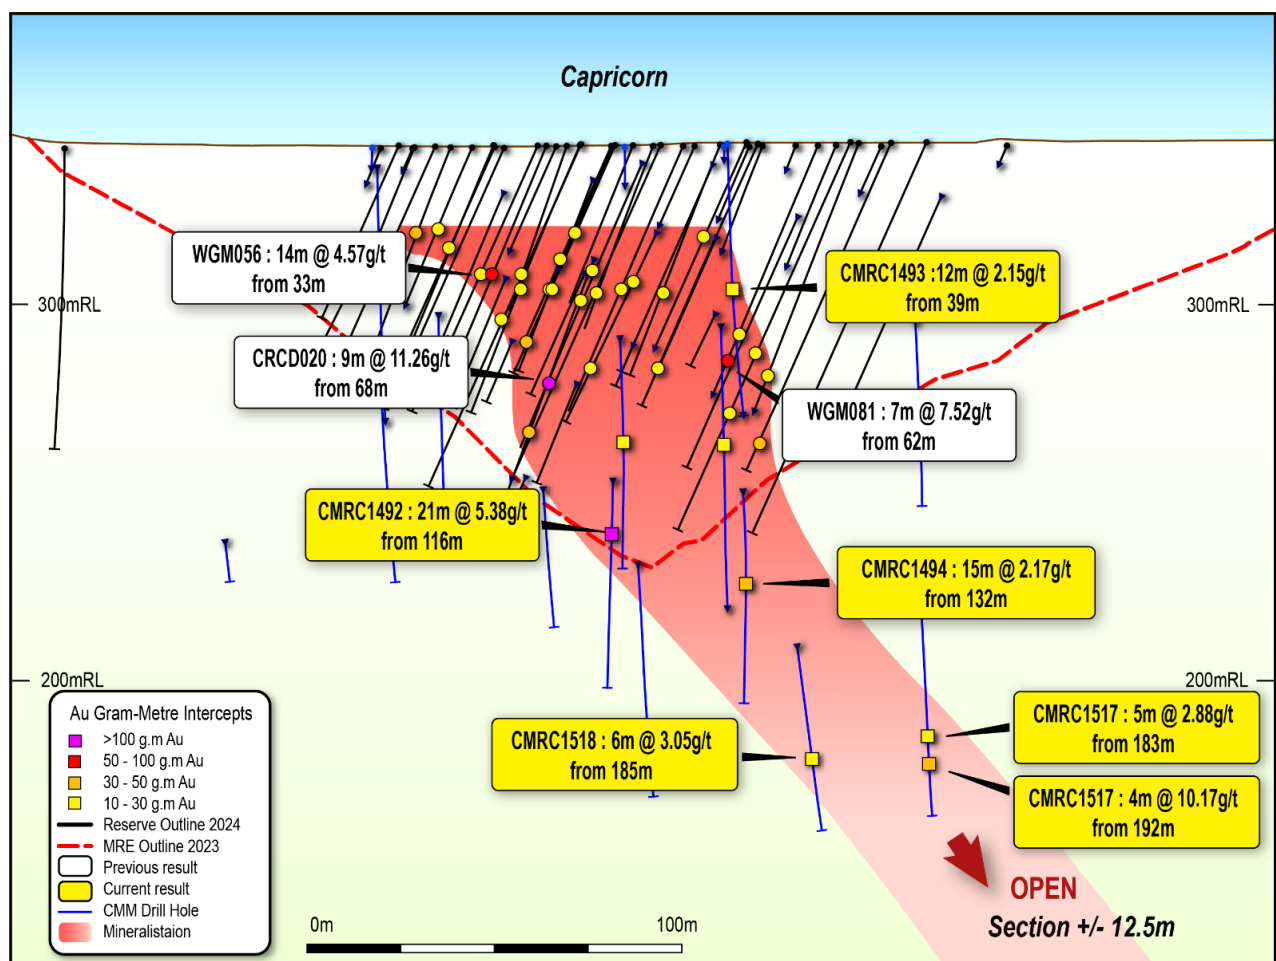 Capricorn
WGM056 : 14m @ 4.57g/t
from 33m
CMRC1493 :12m @ 2.15g/t
from 39m
300mRL
300mRL
CRCD020 : 9m @ 11.26g/t
from 68m
WGM081 : 7m @ 7.52g/t
from 62m
CMRC1492 : 21m @ 5.38g/t
from 116m
CMRC1494 : 15m @ 2.17g/t
from 132m
200mRL
200mRL
CMRC1518 : 6m @ 3.05g/t
from 185m
CMRC1517 : 5m @ 2.88g/t
from 183m
CMRC1517 : 4m @ 10.17g/t
from 192m
Au Gram-Metre Intercepts
>100 g.m Au
50 - 100 g.m Au
30 - 50 g.m Au
10 - 30 g.m Au
Reserve Outline 2024
MRE Outline 2023
Previous result
Current result
CMM Drill Hole
Mineralistaion
0m
100m
OPEN
Section +/- 12.5m